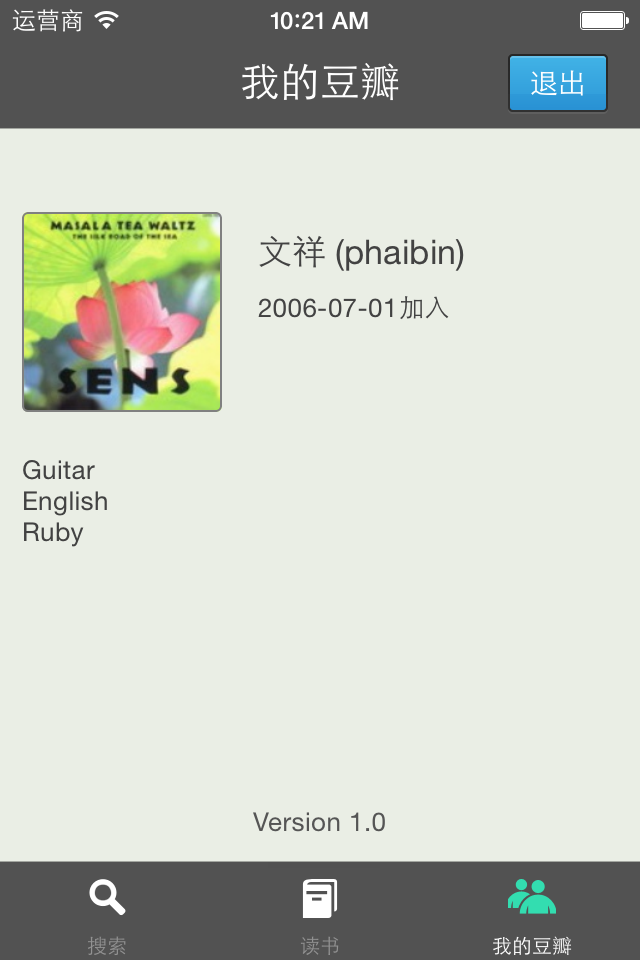 运营商 10:21 AM
我的豆瓣 退出
MASALA TEA WALTZ
THE SILK ROAD OF THE SEA
SENS
文祥 (phaibin)
2006-07-01加入
Guitar
English
Ruby
Version 1.0
搜索 读书 我的豆瓣